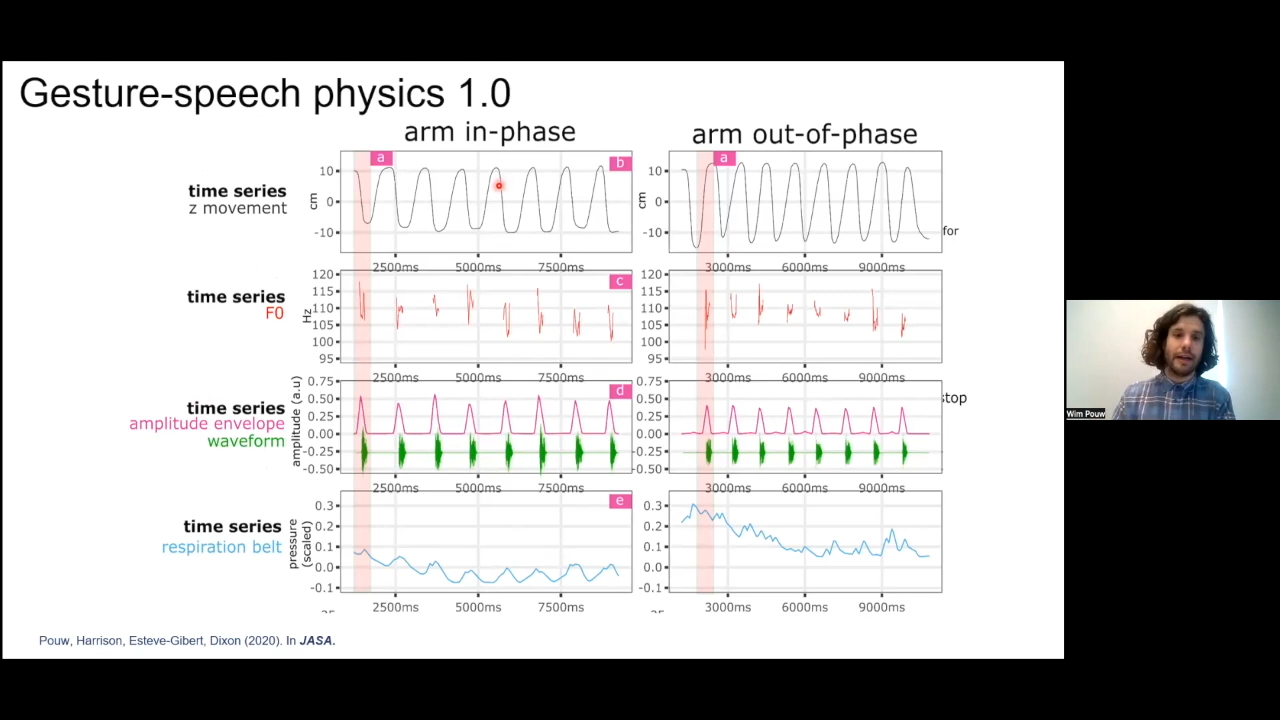 Gesture-speech physics 1.0
arm in-phase
arm out-of-phase
time series
z movement
cm
10
0
-10
a
b
2500ms
5000ms
7500ms
cm
10
0
-10
a
for
3000ms
6000ms
9000ms
time series
F0
Hz
120
115
110
105
100
95
c
2500ms
5000ms
7500ms
120
115
110
105
100
95
3000ms
6000ms
9000ms
time series
amplitude envelope
waveform
amplitude (a.u)
0.75
0.50
0.00
-0.25
-0.50
d
2500ms
5000ms
7500ms
0.75
0.50
0.00
-0.25
-0.50
stop
3000ms
6000ms
9000ms
time series
respiration belt
pressure
(scaled)
0.3
0.2
0.1
0.0
-0.1
e
2500ms
5000ms
7500ms
0.3
0.2
0.1
0.0
-0.1
3000ms
6000ms
9000ms
Pouw, Harrison, Esteve-Gibert, Dixon (2020). In JASA.
Wim Pouw